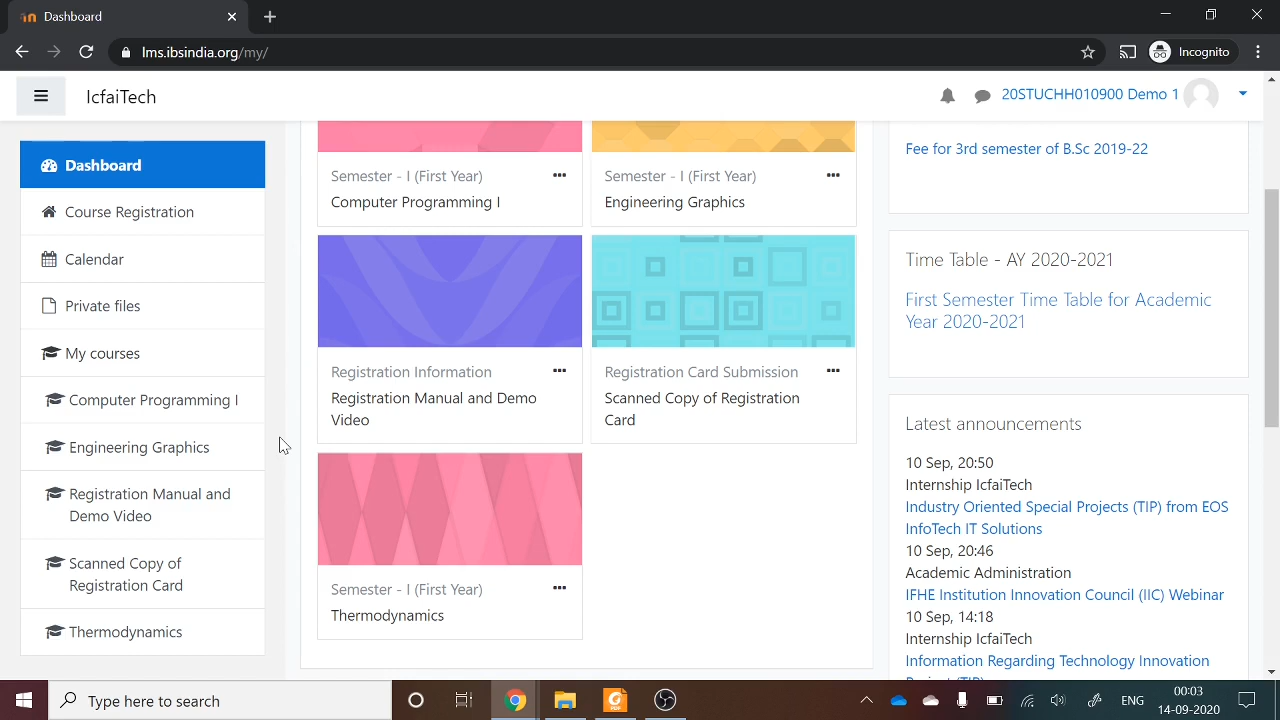 Dashboard
lms.ibsindia.org/my/
Incognito
IcfaiTech
20STUCHH010900 Demo 1
Dashboard
Course Registration
Calendar
Private files
My courses
Computer Programming I
Engineering Graphics
Registration Manual and
Demo Video
Scanned Copy of
Registration Card
Thermodynamics
Semester - I (First Year)
Computer Programming I
Semester - I (First Year)
Engineering Graphics
Registration Information
Registration Manual and Demo
Video
Registration Card Submission
Scanned Copy of Registration
Card
Semester - I (First Year)
Thermodynamics
Fee for 3rd semester of B.Sc 2019-22
Time Table - AY 2020-2021
First Semester Time Table for Academic
Year 2020-2021
Latest announcements
10 Sep, 20:50
Internship IcfaiTech
Industry Oriented Special Projects (TIP) from EOS
InfoTech IT Solutions
10 Sep, 20:46
Academic Administration
IFHE Institution Innovation Council (IIC) Webinar
10 Sep, 14:18
Internship IcfaiTech
Information Regarding Technology Innovation
Project (TIP)
Type here to search
ENG
00:03
14-09-2020